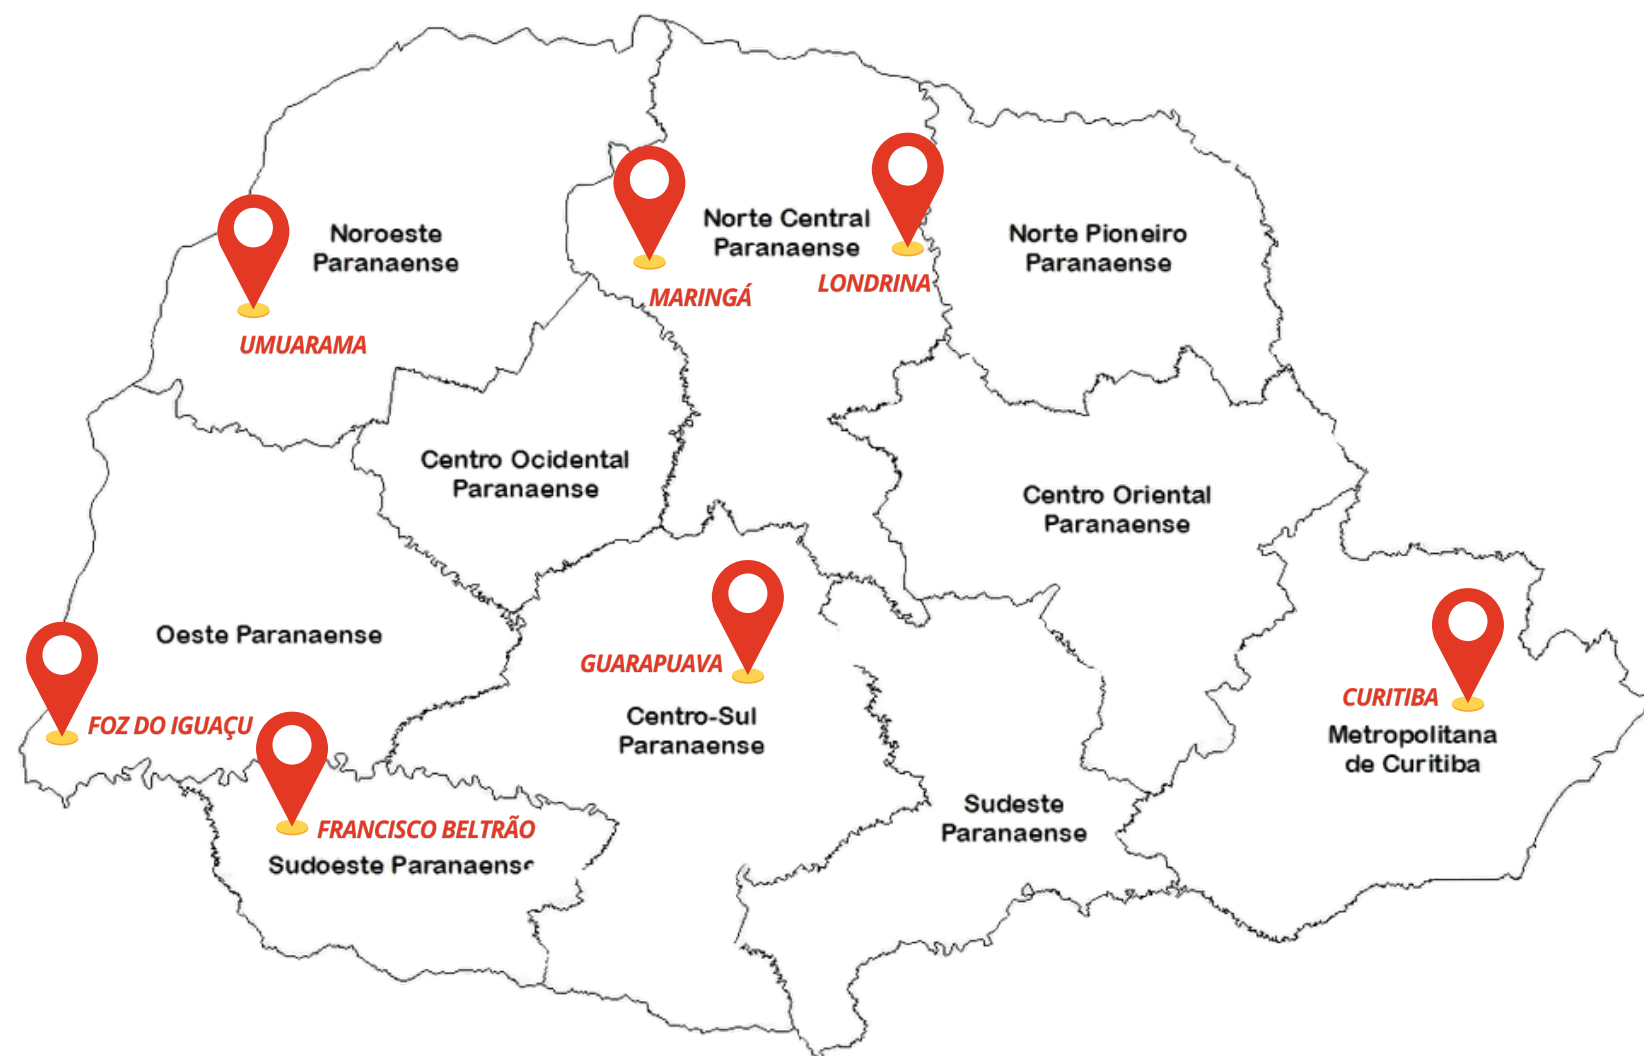 Noroeste
Paranaense
Norte Central
Paranaense
Norte Pioneiro
Paranaense
MARINGÁ
LONDRINA
UMUARAMA
Centro Ocidental
Paranaense
Centro Oriental
Paranaense
Oeste Paranaense
GUARAPUAVA
CURITIBA
FOZ DO IGUAÇU
Centro-Sul
Paranaense
Metropolitana
de Curitiba
Sudeste
Paranaense
FRANCISCO BELTRÃO
Sudoeste Paranaense